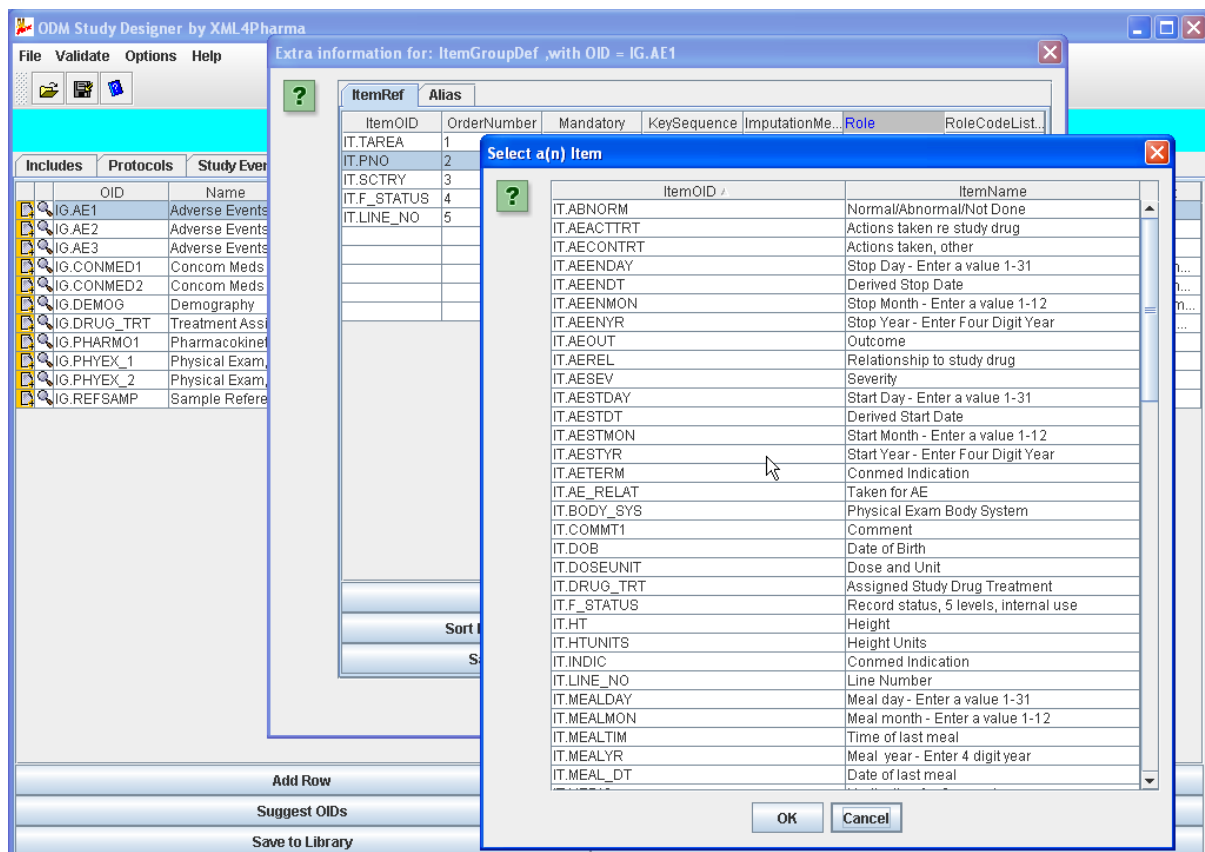 ODM Study Designer by XML4Pharma
File Validate Options Help
Includes Protocols Study Even
OID Name
IG.AE1 Adverse Events
IG.AE2 Adverse Events
IG.AE3 Adverse Events
IG.CONMED1 Concom Meds
IG.CONMED2 Concom Meds
IG.DEMOG Demography
IG.DRUG_TRT Treatment Assi
IG.PHARMO1 Pharmacokinet
IG.PHYEX_1 Physical Exam,
IG.PHYEX_2 Physical Exam,
IG.REFSAMP Sample Refere
Add Row
Suggest OIDs
Save to Library
Extra information for: ItemGroupDef ,with OID = IG.AE1
ItemRef Alias
ItemOID OrderNumber Mandatory KeySequence ImputationMe... Role RoleCodeList...
IT.TAREA 1
IT.PNO 2
IT.SCTRY 3
IT.F_STATUS 4
IT.LINE_NO 5
Sort
Select a(n) Item
ItemOID ItemName
IT.ABNORM Normal/Abnormal/Not Done
IT.AEACTTRT Actions taken re study drug
IT.AECONTRT Actions taken, other
IT.AEENDAY Stop Day - Enter a value 1-31
IT.AEENDT Derived Stop Date
IT.AEENMON Stop Month - Enter a value 1-12
IT.AEENYR Stop Year - Enter Four Digit Year
IT.AEOUT Outcome
IT.AEREL Relationship to study drug
IT.AESEV Severity
IT.AESTDAY Start Day - Enter a value 1-31
IT.AESTDT Derived Start Date
IT.AESTMON Start Month - Enter a value 1-12
IT.AESTYR Start Year - Enter Four Digit Year
IT.AETERM Conmed Indication
IT.AE_RELAT Taken for AE
IT.BODY_SYS Physical Exam Body System
IT.COMMT1 Comment
IT.DOB Date of Birth
IT.DOSEUNIT Dose and Unit
IT.DRUG_TRT Assigned Study Drug Treatment
IT.F_STATUS Record status, 5 levels, internal use
IT.HT Height
IT.HTUNITS Height Units
IT.INDIC Conmed Indication
IT.LINE_NO Line Number
IT.MEALDAY Meal day - Enter a value 1-31
IT.MEALMON Meal month - Enter a value 1-12
IT.MEALTIM Time of last meal
IT.MEALYR Meal year - Enter 4 digit year
IT.MEAL_DT Date of last meal
OK Cancel